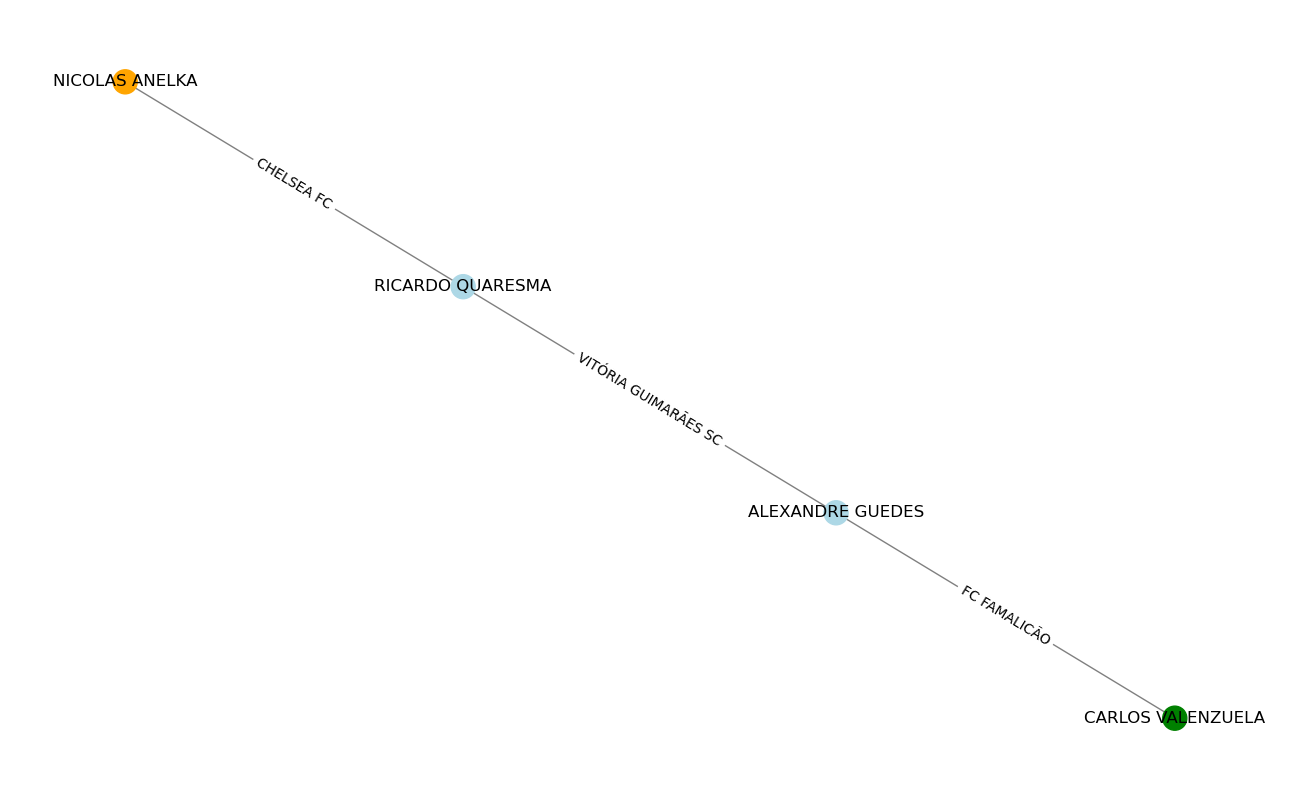 NICOLAS ANELKA
CHELSEA FC
RICARDO QUARESMA
VITÓRIA GUIMARÃES SC
ALEXANDRE GUEDES
FC FAMALICÃO
CARLOS VALENZUELA